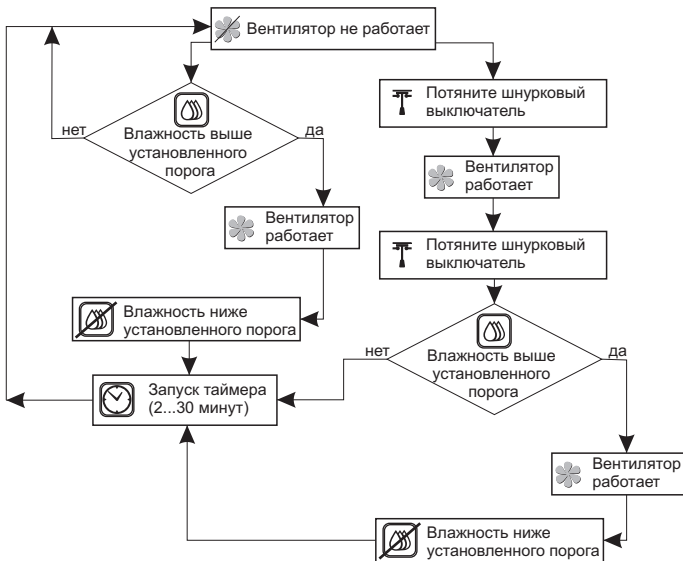 Вентилятор не работает
Потяните шнурковый
выключатель
нет
Влажность выше
установленного
порога
да
Вентилятор
работает
Вентилятор
работает
Потяните шнурковый
выключатель
Влажность ниже
установленного порога
нет
Влажность выше
установленного
порога
да
Запуск таймера
(2...30 минут)
Вентилятор
работает
Влажность ниже
установленного порога